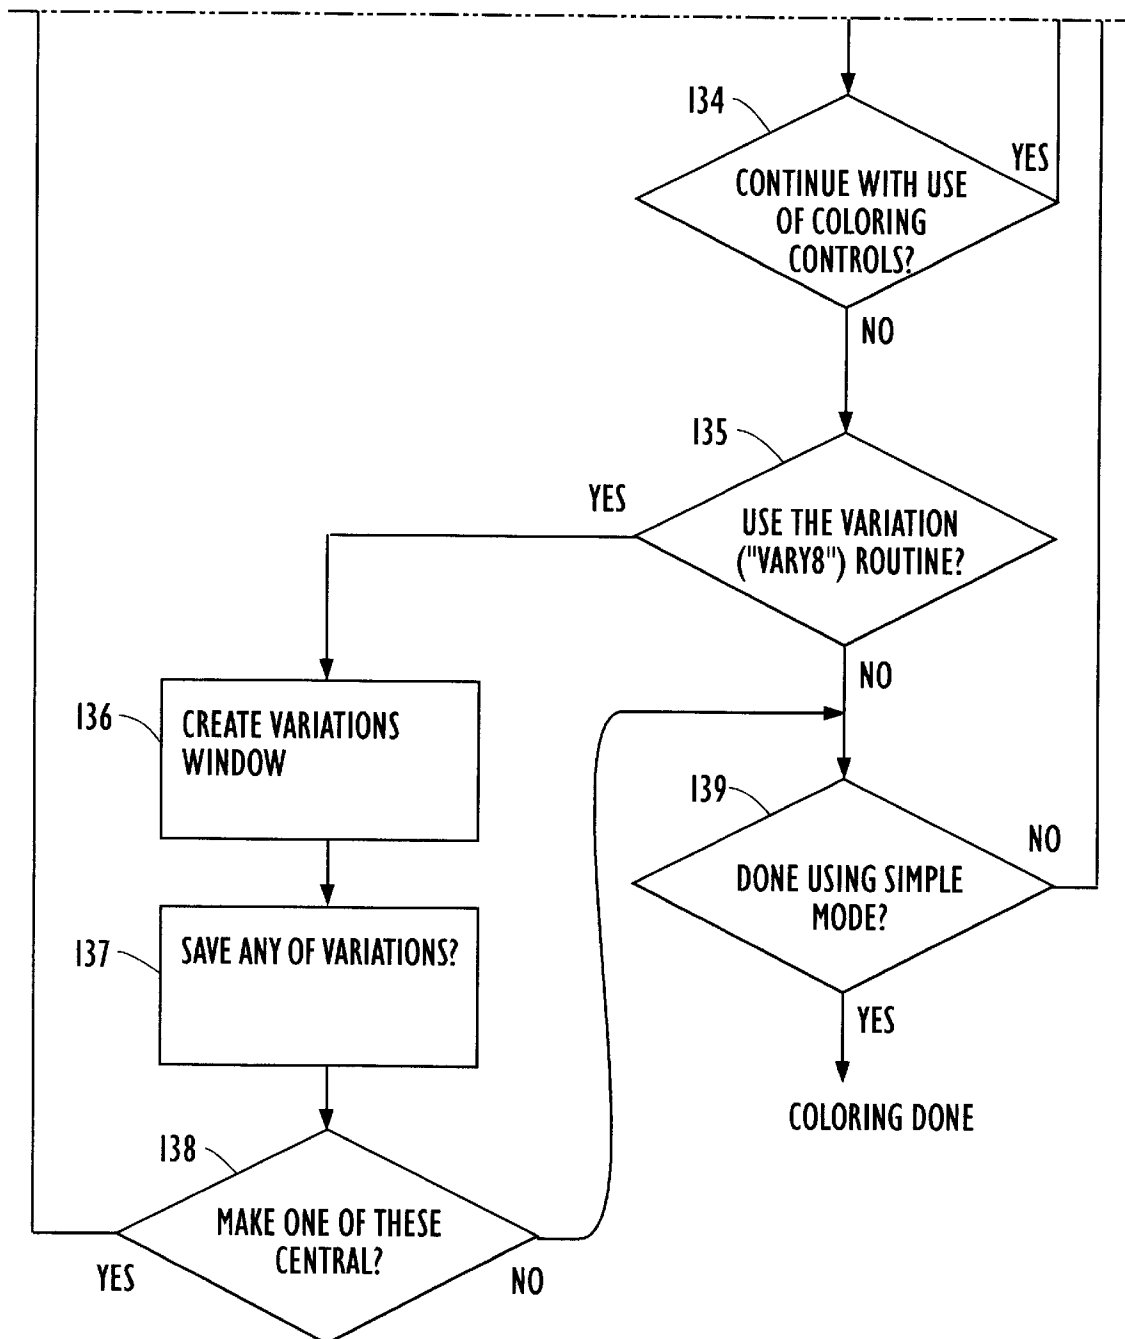 134
YES
CONTINUE WITH USE
OF COLORING
CONTROLS?
NO
135
YES
USE THE VARIATION
("VARY8") ROUTINE?
NO
136
CREATE VARIATIONS
WINDOW
139
NO
DONE USING SIMPLE
MODE?
137
SAVE ANY OF VARIATIONS?
YES
COLORING DONE
138
MAKE ONE OF THESE
CENTRAL?
YES
NO